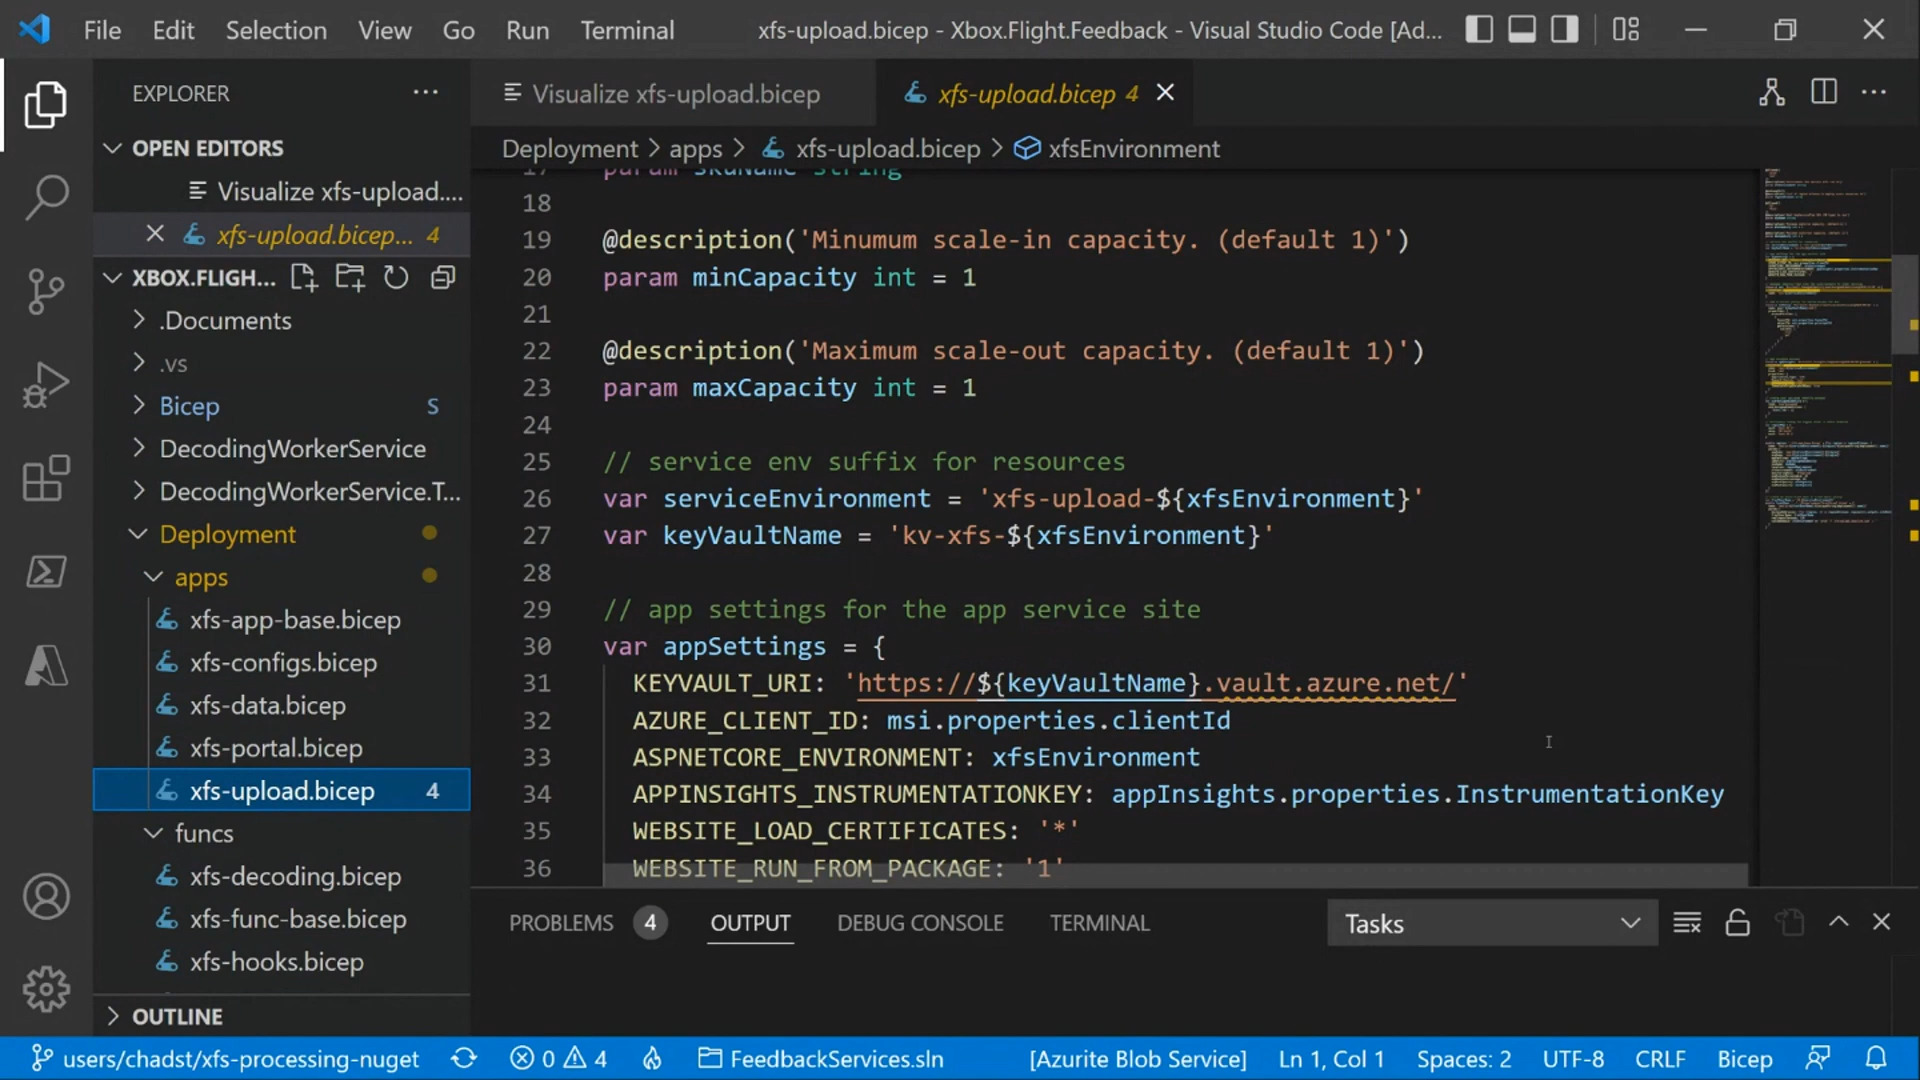 File Edit Selection View Go Run Terminal xfs-upload.bicep - Xbox.Flight.Feedback - Visual Studio Code [Ad...
EXPLORER
OPEN EDITORS
Visualize xfs-upload....
xfs-upload.bicep... 4
XBOX.FLIGH...
.Documents
.vs
Bicep S
DecodingWorkerService
DecodingWorkerService.T...
Deployment
apps
xfs-app-base.bicep
xfs-configs.bicep
xfs-data.bicep
xfs-portal.bicep
xfs-upload.bicep 4
funcs
xfs-decoding.bicep
xfs-func-base.bicep
xfs-hooks.bicep
OUTLINE
Visualize xfs-upload.bicep
xfs-upload.bicep 4
Deployment > apps > xfs-upload.bicep > xfsEnvironment
17 param skuName string
18
19 @description('Minumum scale-in capacity. (default 1)')
20 param minCapacity int = 1
21
22 @description('Maximum scale-out capacity. (default 1)')
23 param maxCapacity int = 1
24
25 // service env suffix for resources
26 var serviceEnvironment = 'xfs-upload-${xfsEnvironment}'
27 var keyVaultName = 'kv-xfs-${xfsEnvironment}'
28
29 // app settings for the app service site
30 var appSettings = {
31 KEYVAULT_URI: 'https://${keyVaultName}.vault.azure.net/'
32 AZURE_CLIENT_ID: msi.properties.clientId
33 ASPNETCORE_ENVIRONMENT: xfsEnvironment
34 APPINSIGHTS_INSTRUMENTATIONKEY: appInsights.properties.InstrumentationKey
35 WEBSITE_LOAD_CERTIFICATES: '*'
36 WEBSITE_RUN_FROM_PACKAGE: '1'
PROBLEMS 4 OUTPUT DEBUG CONSOLE TERMINAL Tasks
users/chadst/xfs-processing-nuget 0 4 FeedbackServices.sln [Azurite Blob Service] Ln 1, Col 1 Spaces: 2 UTF-8 CRLF Bicep